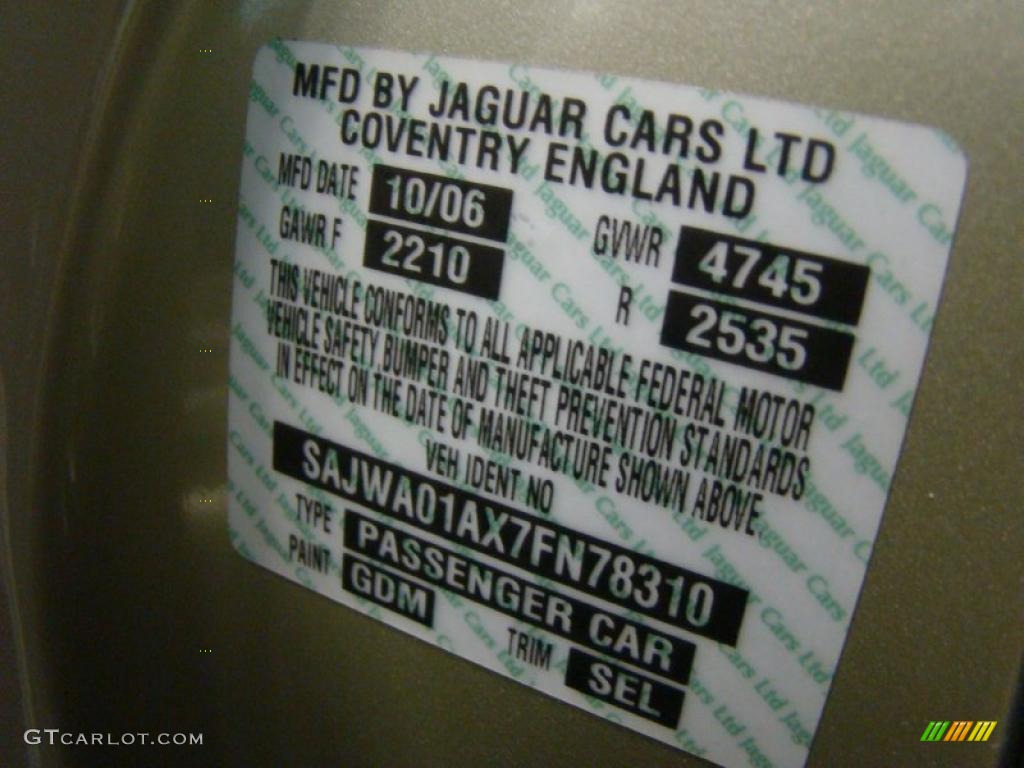 MFD BY JAGUAR CARS LTD
COVENTRY ENGLAND
MFD DATE 10/06 GVWR 4745
GAWR F 2210 R 2535
THIS VEHICLE CONFORMS TO ALL APPLICABLE FEDERAL MOTOR
VEHICLE SAFETY, BUMPER AND THEFT PREVENTION STANDARDS
IN EFFECT ON THE DATE OF MANUFACTURE SHOWN ABOVE.
VEH IDENT NO
SAJWA01AX7FN78310
TYPE PASSENGER CAR
PAINT GDM TRIM SEL
GTCARLOT.COM